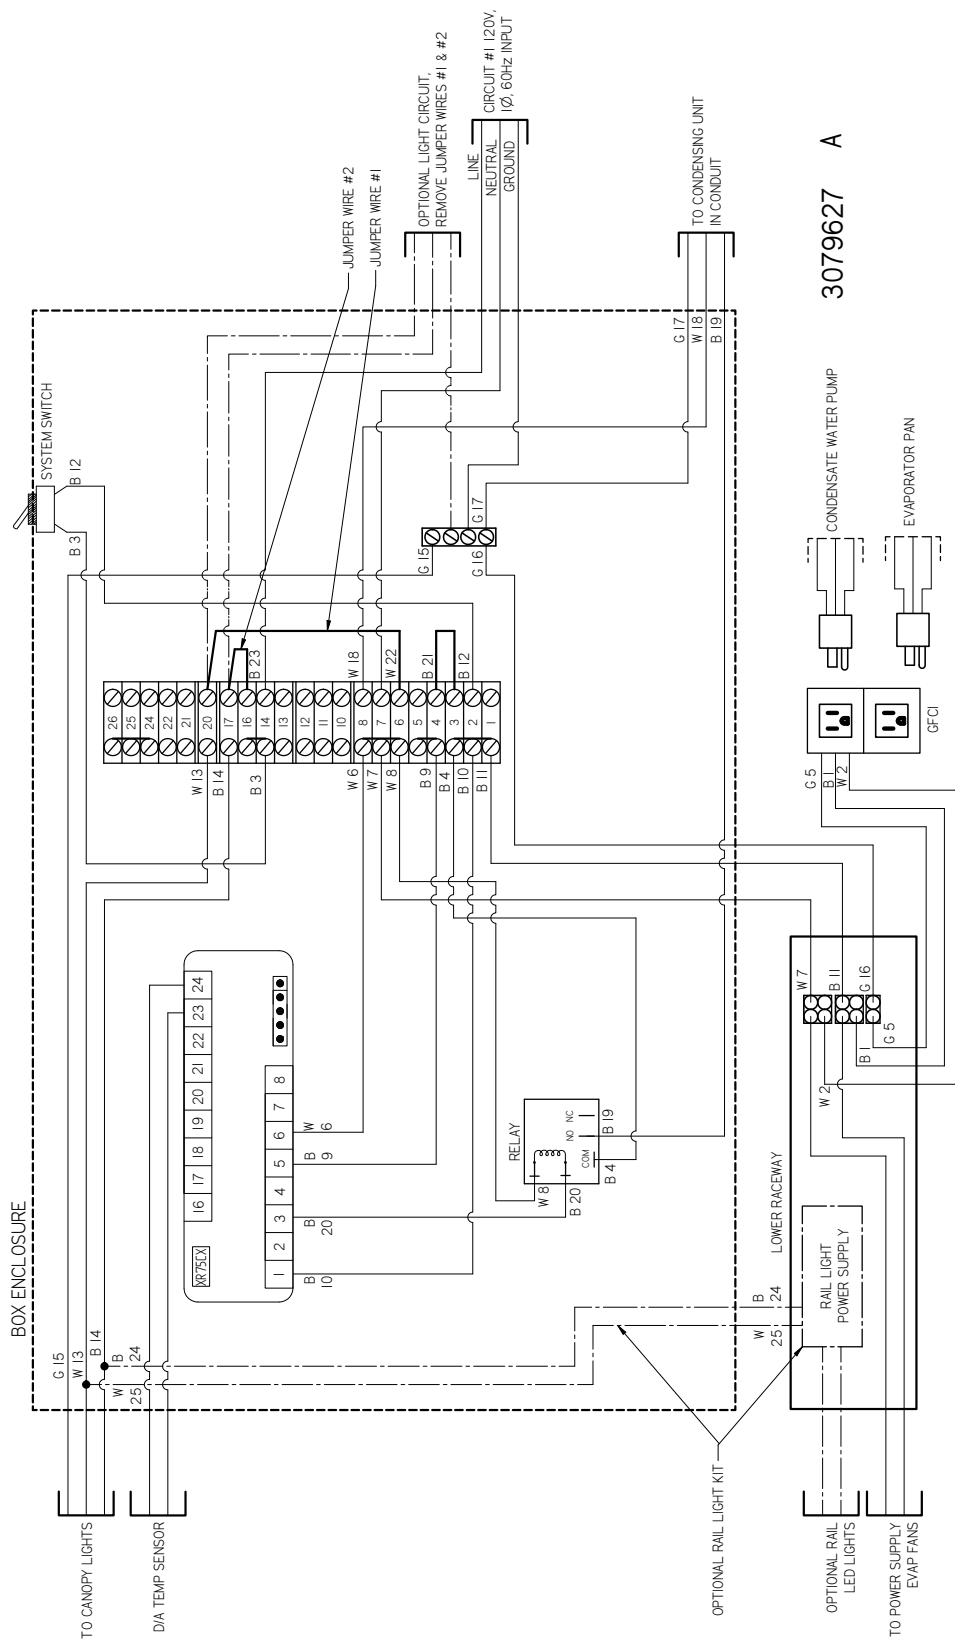 BOX ENCLOSURE
TO CANOPY LIGHTS
G 15
W 13
B 14
B
24
W
25
D/A TEMP SENSOR
XR75CX
16
17
18
19
20
21
22
23
24
1
2
3
4
5
6
7
8
B
10
B
20
B
9
W
6
RELAY
COM
NO
NC
W 8
B 20
B 4
B 19
SYSTEM SWITCH
B 3
B 12
26
25
24
22
21
20
17
16
14
13
12
11
10
8
7
6
5
4
3
2
1
W 13
B 14
B 3
W 6
W 7
W 8
B 9
B 4
B 10
B 11
B 23
W 18
W 22
B 21
B 12
G 15
G 16
G 17
JUMPER WIRE #2
JUMPER WIRE #1
OPTIONAL LIGHT CIRCUIT,
REMOVE JUMPER WIRES #1 & #2
LINE
NEUTRAL
GROUND
CIRCUIT #1 120V,
1Ø, 60Hz INPUT
G 17
W 18
B 19
TO CONDENSING UNIT
IN CONDUIT
3079627 A
OPTIONAL RAIL LIGHT KIT
B
24
W
25
LOWER RACEWAY
RAIL LIGHT
POWER SUPPLY
W 7
B 11
G 16
W 2
B 1
G 5
G 5
B 1
W 2
GFCI
CONDENSATE WATER PUMP
EVAPORATOR PAN
OPTIONAL RAIL
LED LIGHTS
TO POWER SUPPLY
EVAP FANS